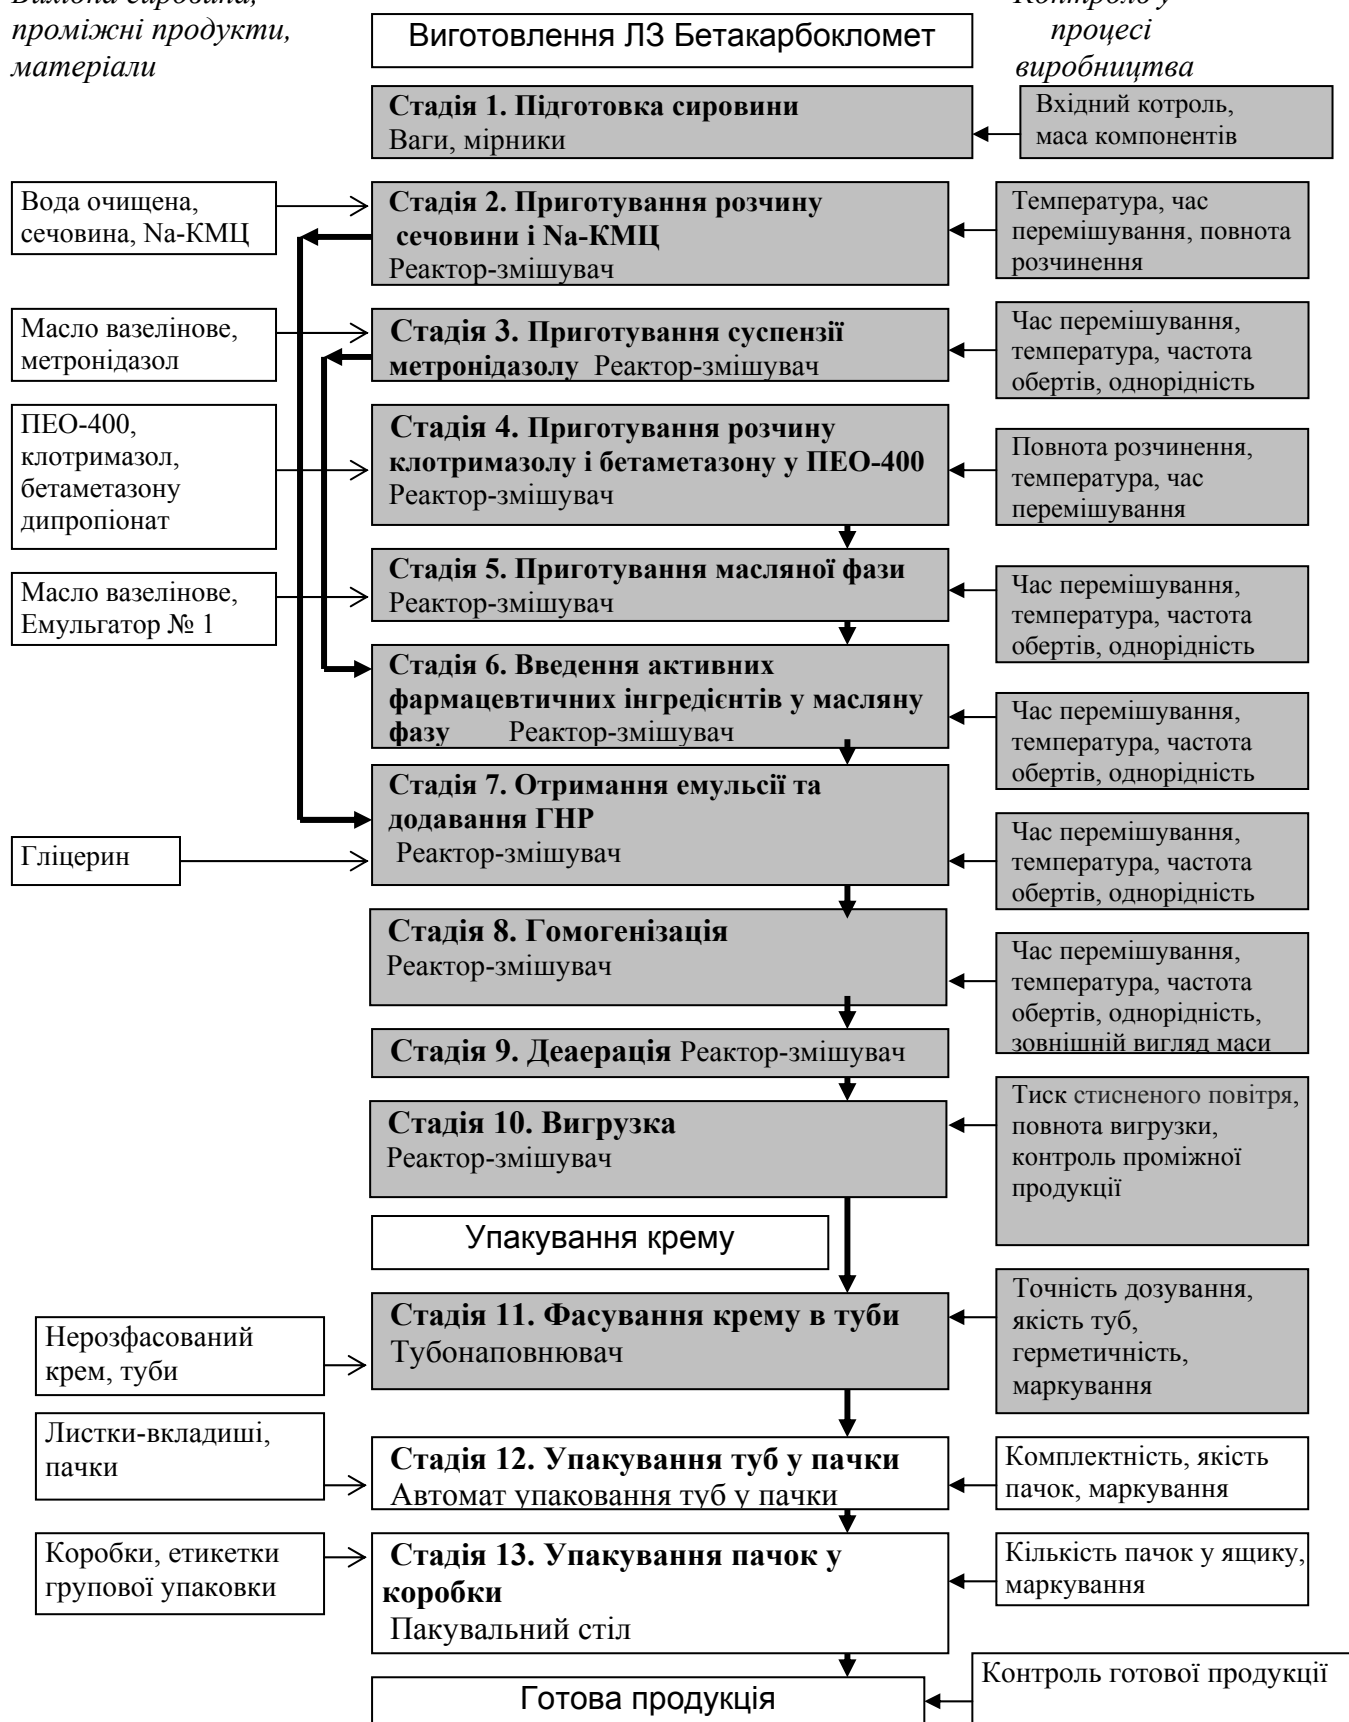 проміжні продукти,
матеріали
процесі
виробництва
Виготовлення ЛЗ Бетакарбокломет
Стадія 1. Підготовка сировини
Ваги, мірники
Вхідний котроль,
маса компонентів
Вода очищена,
сечовина, Na-КМЦ
Стадія 2. Приготування розчину
сечовини і Na-КМЦ
Реактор-змішувач
Температура, час
перемішування, повнота
розчинення
Масло вазелінове,
метронідазол
Стадія 3. Приготування суспензії
метронідазолу Реактор-змішувач
Час перемішування,
температура, частота
обертів, однорідність
ПЕО-400,
клотримазол,
бетаметазону
дипропіонат
Стадія 4. Приготування розчину
клотримазолу і бетаметазону у ПЕО-400
Реактор-змішувач
Повнота розчинення,
температура, час
перемішування
Масло вазелінове,
Емульгатор № 1
Стадія 5. Приготування масляної фази
Реактор-змішувач
Час перемішування,
температура, частота
обертів, однорідність
Стадія 6. Введення активних
фармацевтичних інгредієнтів у масляну
фазу Реактор-змішувач
Час перемішування,
температура, частота
обертів, однорідність
Гліцерин
Стадія 7. Отримання емульсії та
додавання ГНР
Реактор-змішувач
Час перемішування,
температура, частота
обертів, однорідність
Стадія 8. Гомогенізація
Реактор-змішувач
Час перемішування,
температура, частота
обертів, однорідність,
зовнішній вигляд маси
Стадія 9. Деаерація Реактор-змішувач
Стадія 10. Вигрузка
Реактор-змішувач
Тиск стисненого повітря,
повнота вигрузки,
контроль проміжної
продукції
Упакування крему
Нерозфасований
крем, туби
Стадія 11. Фасування крему в туби
Тубонаповнювач
Точність дозування,
якість туб,
герметичність,
маркування
Листки-вкладиші,
пачки
Стадія 12. Упакування туб у пачки
Автомат упаковання туб у пачки
Комплектність, якість
пачок, маркування
Коробки, етикетки
групової упаковки
Стадія 13. Упакування пачок у
коробки
Пакувальний стіл
Кількість пачок у ящику,
маркування
Готова продукція
Контроль готової продукції